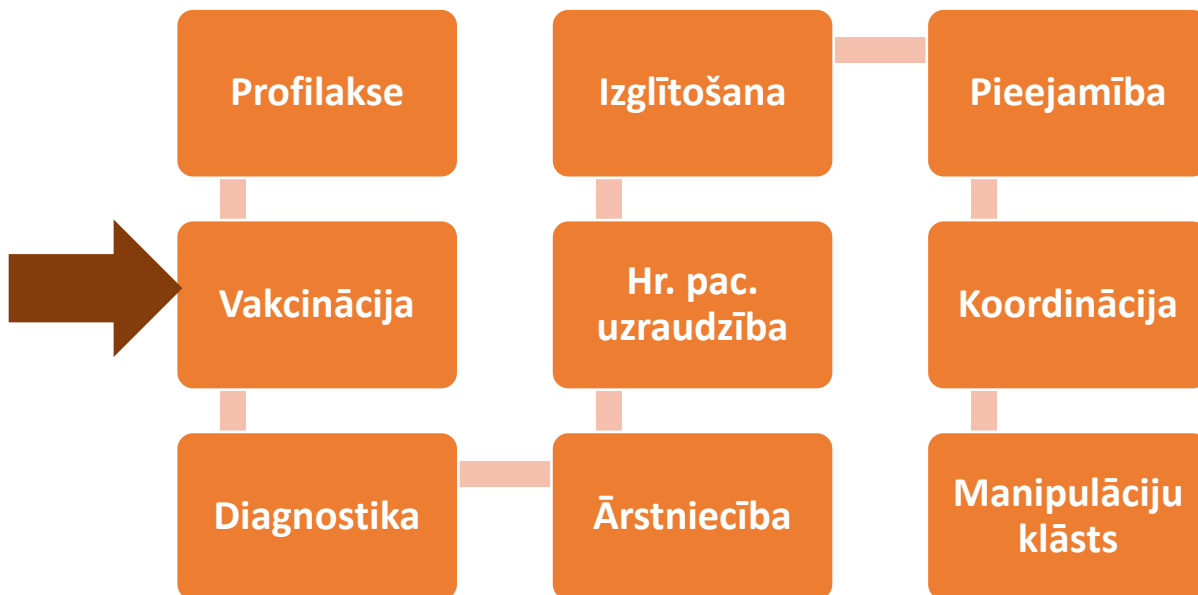 Profilakse
Vakcinācija
Diagnostika
Ārstniecība
Hr. pac.
uzraudzība
Izglītošana
Pieejamība
Koordinācija
Manipulāciju
klāsts